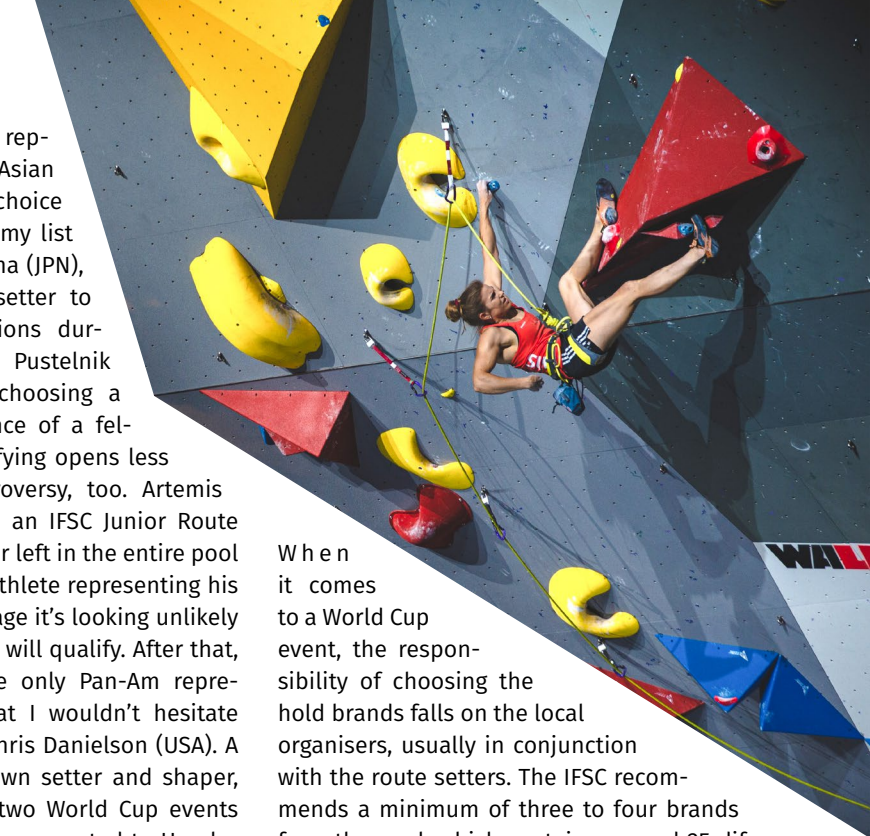 rep-
Asian
choice
my list
na (JPN),
setter to
ions dur-
Pustelnik
choosing a
nce of a fel-
fying opens less
roversy, too. Artemis
an IFSC Junior Route
r left in the entire pool
thlete representing his
age it's looking unlikely
will qualify. After that,
e only Pan-Am repre-
at I wouldn't hesitate
hris Danielson (USA). A
wn setter and shaper,
two World Cup events
When
it comes
to a World Cup
event, the respon-
sibility of choosing the
hold brands falls on the local
organisers, usually in conjunction
with the route setters. The IFSC recom-
mends a minimum of three to four brands
WALL